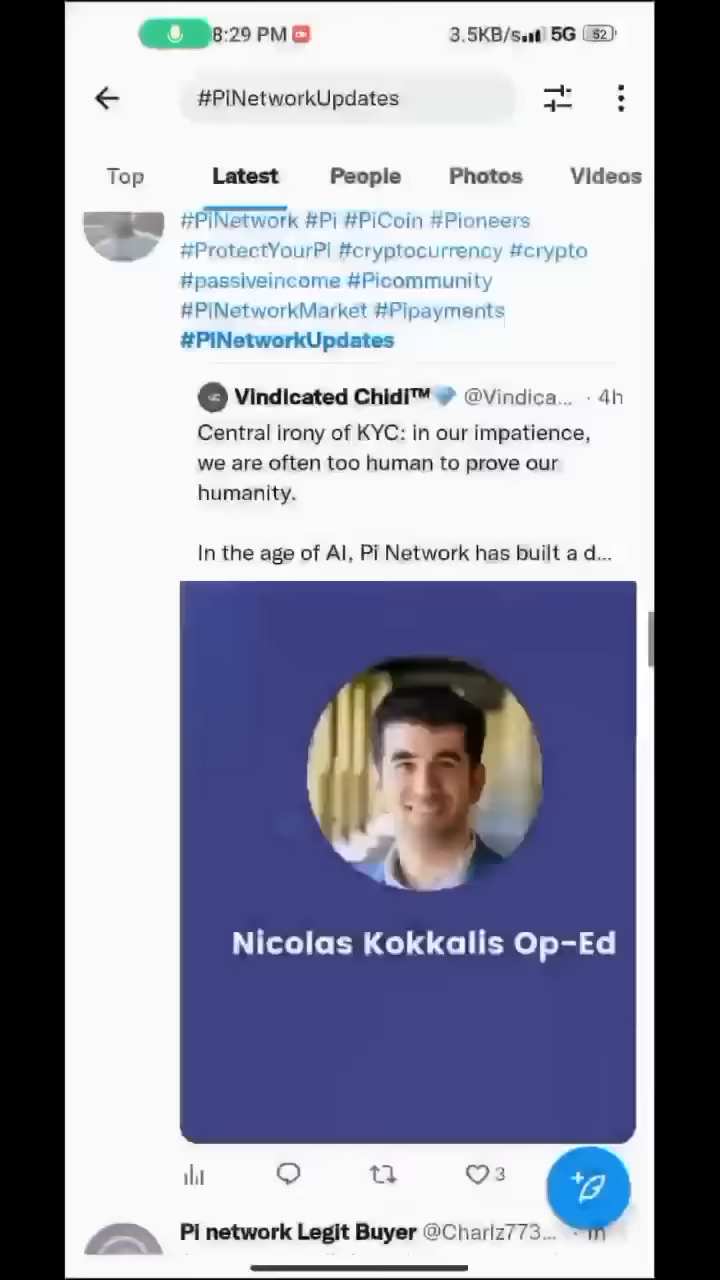 8:29 PM
3.5KB/s 5G 52
#PiNetworkUpdates
Top Latest People Photos Videos
#PiNetwork #Pi #PiCoin #Pioneers
#ProtectYourPi #cryptocurrency #crypto
#passiveincome #Picommunity
#PiNetworkMarket #Pipayments
#PiNetworkUpdates
Vindicated Chidi™ @Vindica... · 4h
Central irony of KYC: in our impatience,
we are often too human to prove our
humanity.
In the age of AI, Pi Network has built a d...
Nicolas Kokkalis Op-Ed
3
Pi network Legit Buyer @Charlz773... · 1h